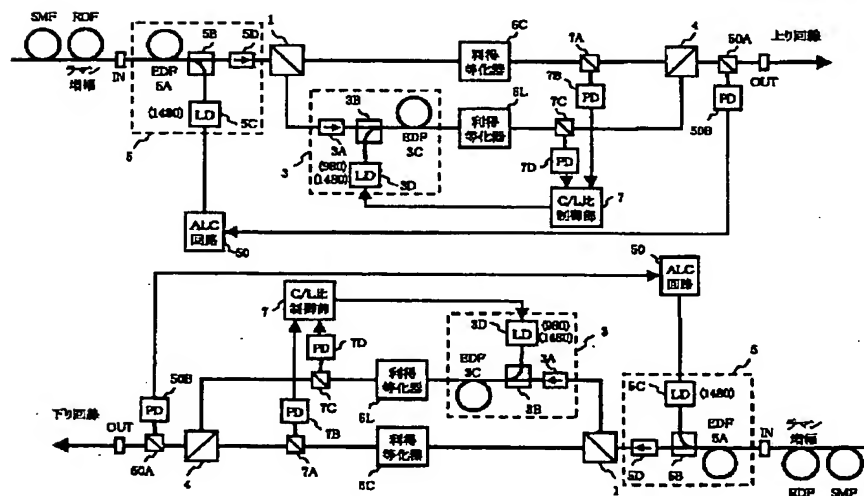 SMF RDF
ラマン
増幅
IN
EDF
5A
5B
5D
(1480)
LD
5C
5
1
3A
3B
EDF
3C
(980)
(1480)
LD
3D
3
6C
利得
等化器
6L
利得
等化器
7A
7B
PD
7C
7D
PD
C/L比
制御部
7
4
50A
上り回線
OUT
PD
50B
ALC
回路
50
50
ALC
回路
C/L比
制御部
7
PD
7D
7C
3D
LD
(980)
(1480)
3
EDF
3C
3A
3B
利得
等化器
6L
50B
PD
下り回線
OUT
50A
4
PD
7B
7A
利得
等化器
6C
1
5
5C
LD
(1480)
EDF
5A
5D
5B
IN
ラマン
増幅
RDF SMF